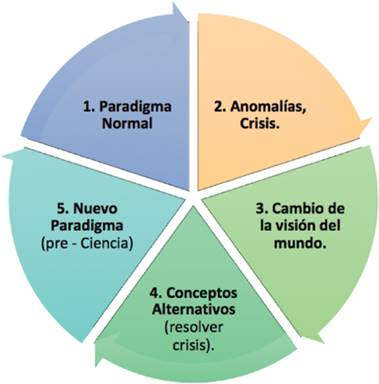 1. Paradigma
Normal
2. Anomalías,
Crisis.
3. Cambio de
la visión del
mundo.
4. Conceptos
Alternativos
(resolver
crisis).
5. Nuevo
Paradigma
(pre - Ciencia)